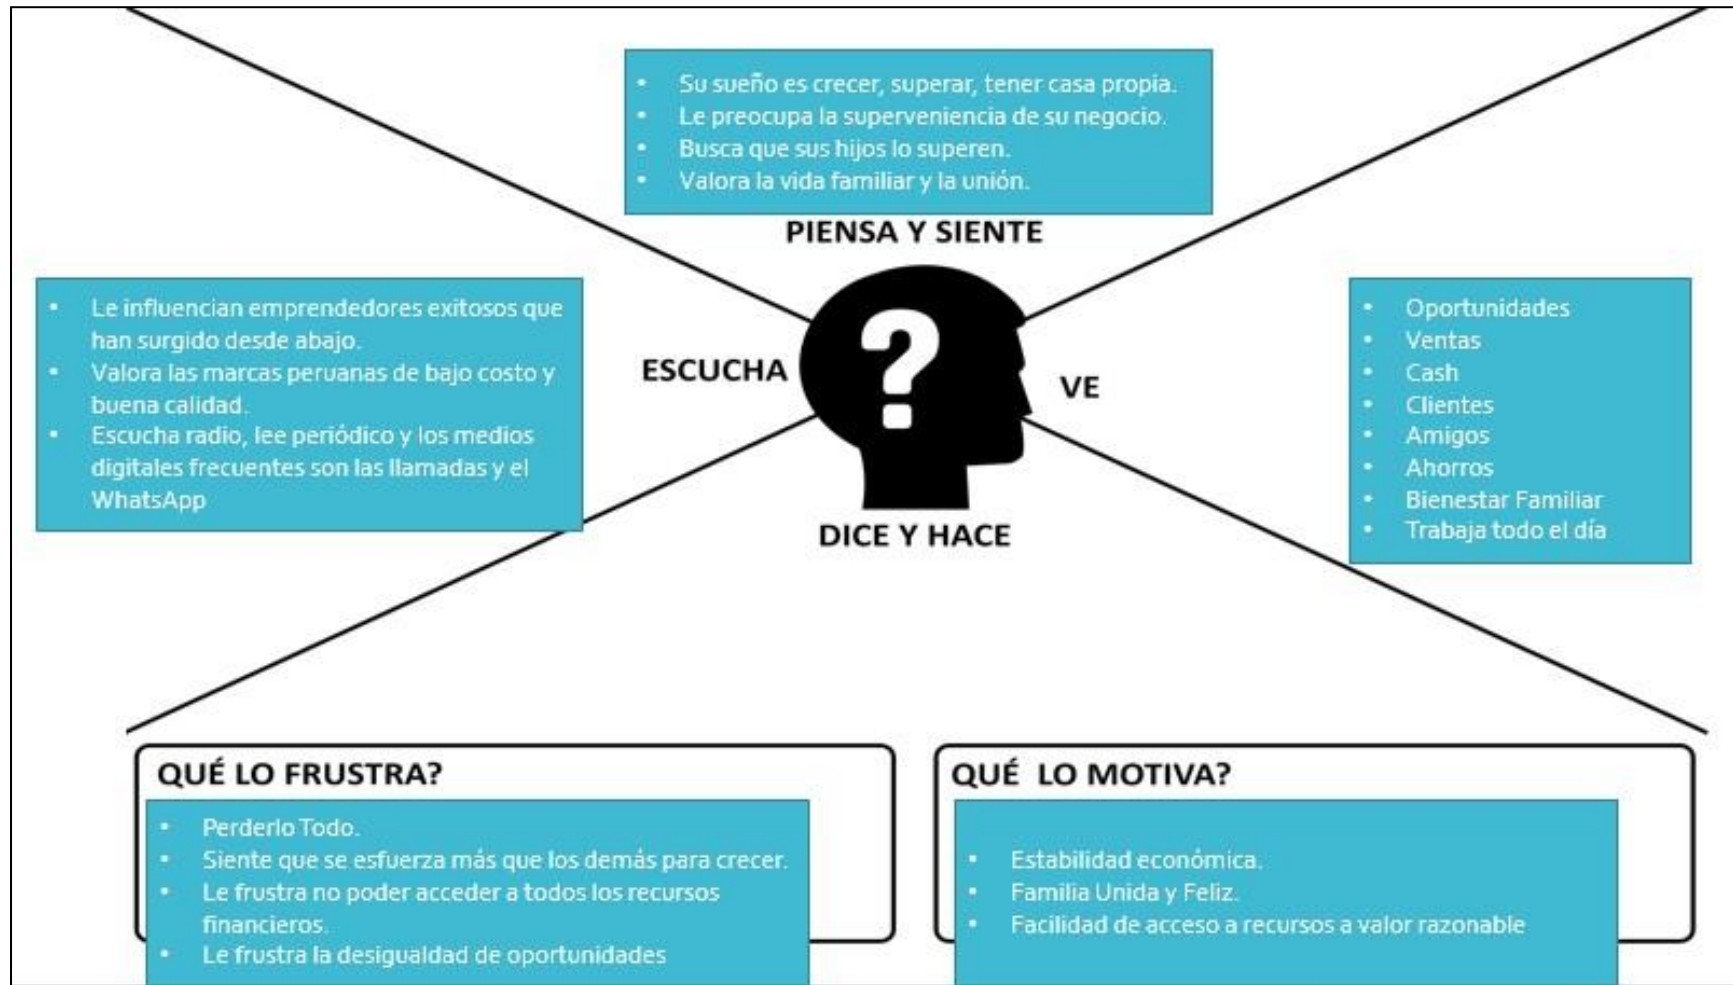 • Su sueño es crecer, superar, tener casa propia.
• Le preocupa la superveniencia de su negocio.
• Busca que sus hijos lo superen.
• Valora la vida familiar y la unión.
PIENSA Y SIENTE
• Le influencian emprendedores exitosos que
han surgido desde abajo.
• Valora las marcas peruanas de bajo costo y
buena calidad.
• Escucha radio, lee periódico y los medios
digitales frecuentes son las llamadas y el
WhatsApp
ESCUCHA
?
VE
• Oportunidades
• Ventas
• Cash
• Clientes
• Amigos
• Ahorros
• Bienestar Familiar
• Trabaja todo el día
DICE Y HACE
QUÉ LO FRUSTRA?
• Perderlo Todo.
• Siente que se esfuerza más que los demás para crecer.
• Le frustra no poder acceder a todos los recursos
financieros.
• Le frustra la desigualdad de oportunidades
QUÉ LO MOTIVA?
• Estabilidad económica.
• Familia Unida y Feliz.
• Facilidad de acceso a recursos a valor razonable